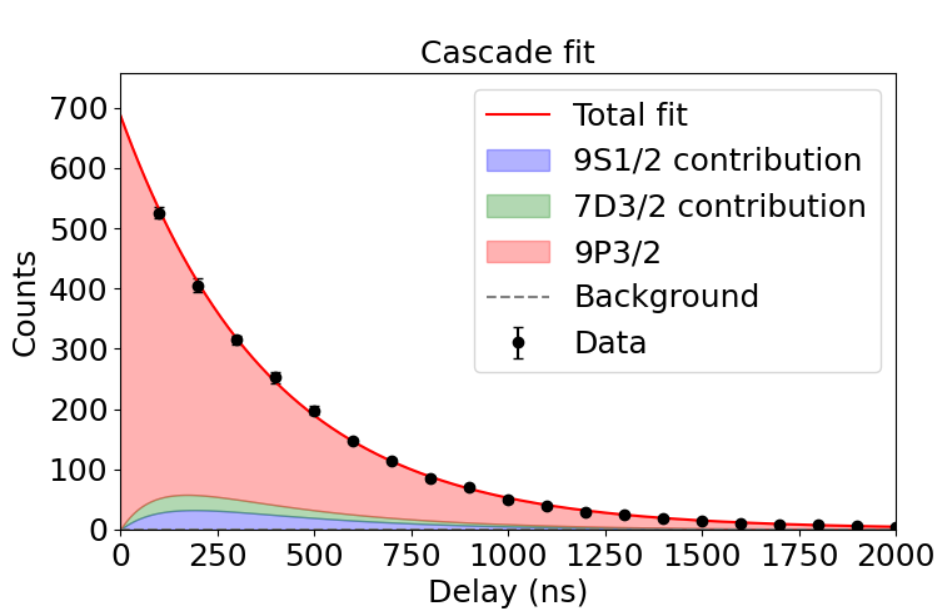 Cascade fit
700
600
500
400
300
200
100
0
Counts
Total fit
9S1/2 contribution
7D3/2 contribution
9P3/2
Background
Data
0 250 500 750 1000 1250 1500 1750 2000
Delay (ns)